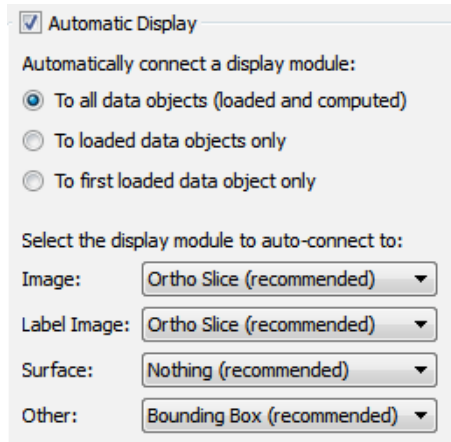 Automatic Display
Automatically connect a display module:
To all data objects (loaded and computed)
To loaded data objects only
To first loaded data object only
Select the display module to auto-connect to:
Image: Ortho Slice (recommended)
Label Image: Ortho Slice (recommended)
Surface: Nothing (recommended)
Other: Bounding Box (recommended)